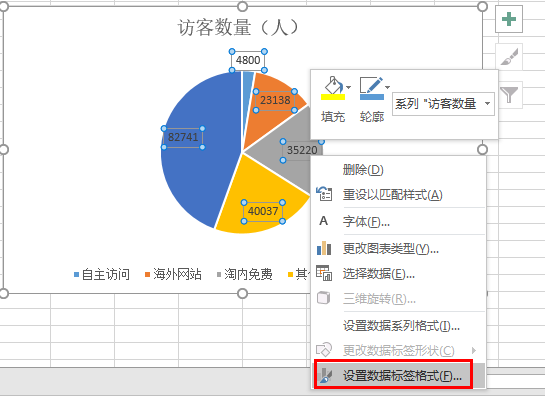 访客数量（人）
4800
23138
82741
35220
40037
自主访问 海外网站 淘内免费
填充 轮廓 系列 "访客数量
删除(D)
重设以匹配样式(A)
A 字体(F)...
更改图表类型(Y)...
选择数据(E)...
三维旋转(R)...
设置数据系列格式(I)...
更改数据标签形状(C)
设置数据标签格式(F)...